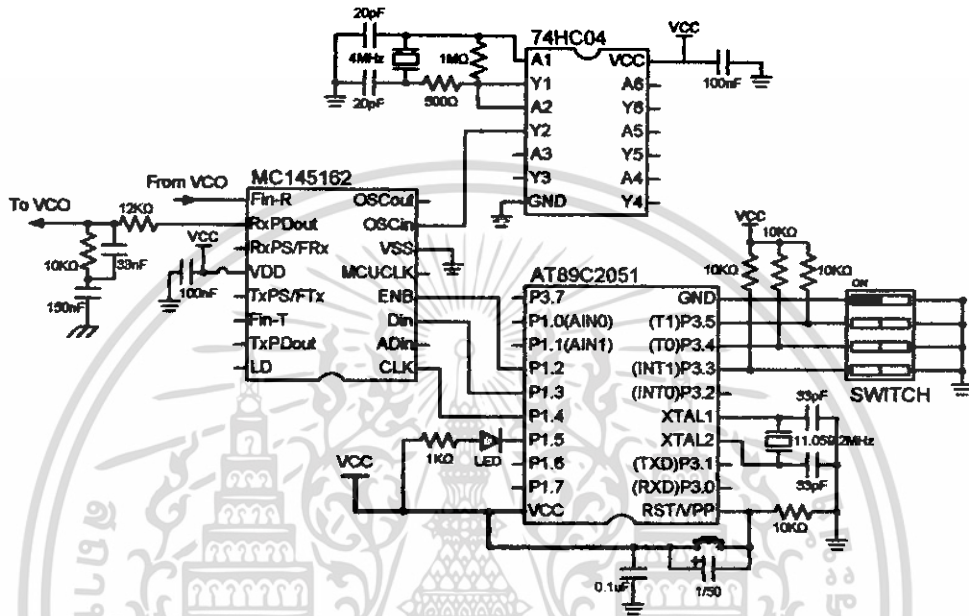 20pF
4MHz
1MΩ
20pF
500Ω
74HC04
A1
Y1
A2
Y2
A3
Y3
GND
VCC
A6
Y6
A5
Y5
A4
Y4
VCC
100nF
From VCO
To VCO
12KΩ
10KΩ
33nF
150nF
VCC
100nF
MC145162
Fin-R
RxPDout
RxPS/FRx
VDD
TxPS/FTx
Fin-T
TxPDout
LD
OSCout
OSCin
VSS
MCUCLK
ENB
Din
ADin
CLK
AT89C2051
P3.7
P1.0(AIN0)
P1.1(AIN1)
P1.2
P1.3
P1.4
P1.5
P1.6
P1.7
VCC
GND
(T1)P3.5
(T0)P3.4
(INT1)P3.3
(INT0)P3.2
XTAL1
XTAL2
(TXD)P3.1
(RXD)P3.0
RST/VPP
VCC
10KΩ
10KΩ
10KΩ
ON
SWITCH
33pF
11.0592MHz
33pF
10KΩ
VCC
1KΩ
LED
0.1uF
1/50